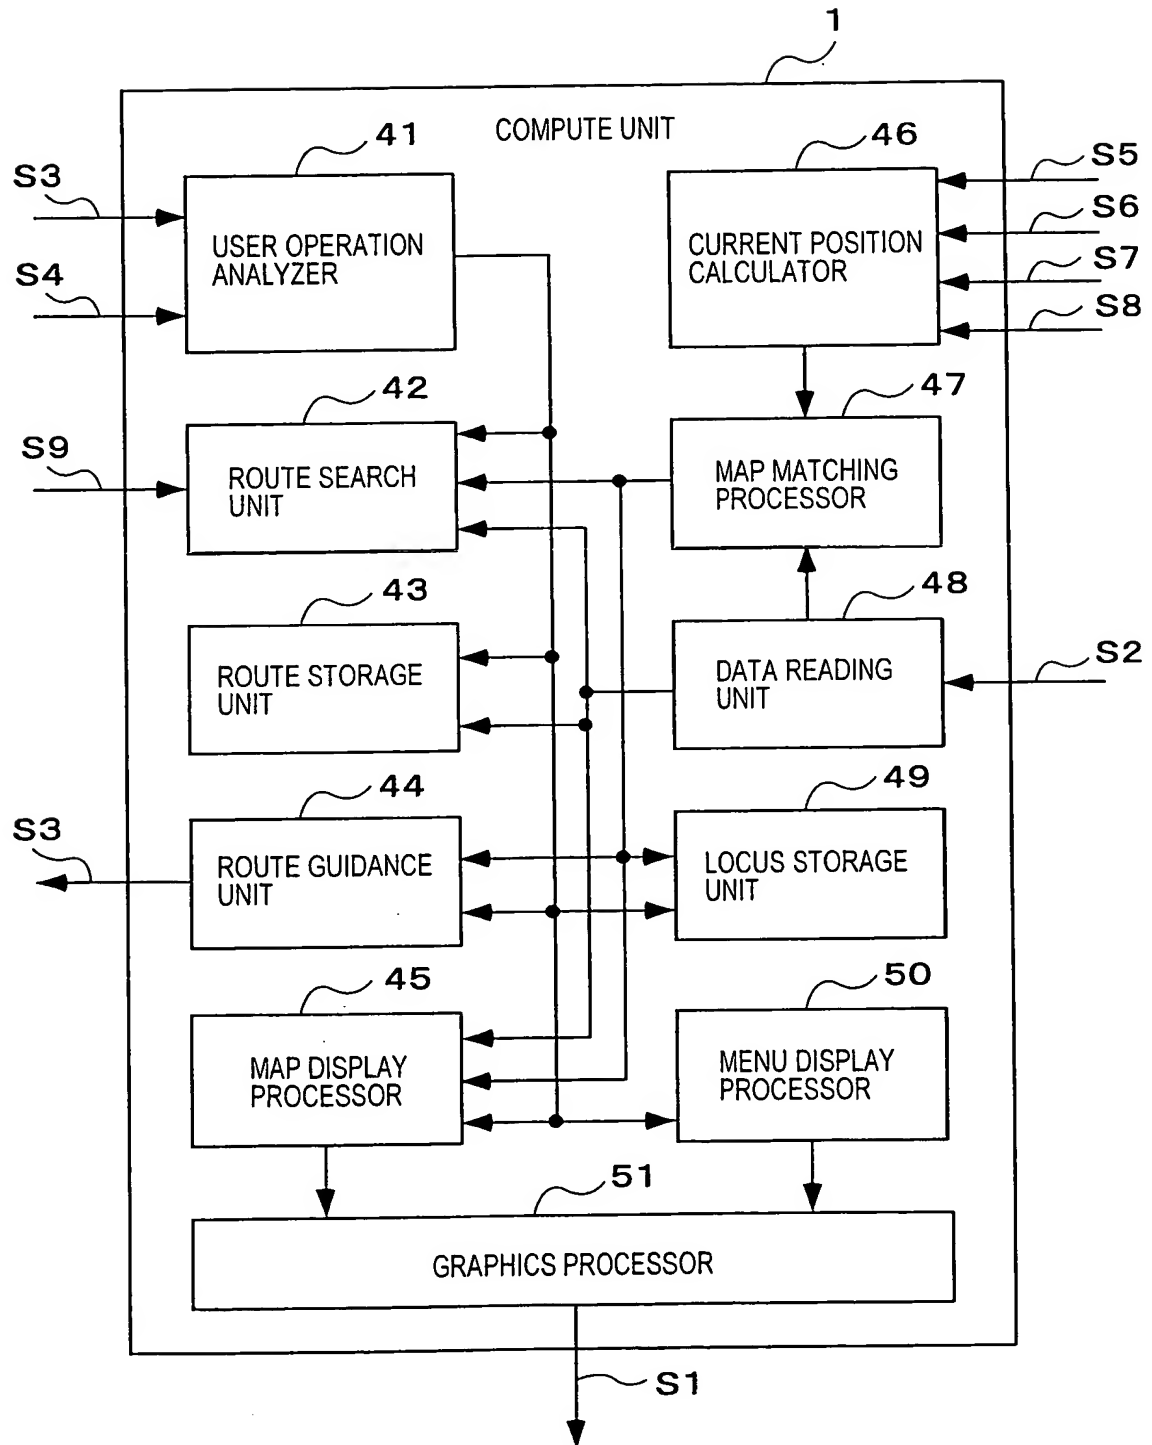 1
COMPUTE UNIT
41
46
S3
S5
USER OPERATION
ANALYZER
S6
CURRENT POSITION
CALCULATOR
S7
S4
S8
42
47
S9
ROUTE SEARCH
UNIT
MAP MATCHING
PROCESSOR
43
48
ROUTE STORAGE
UNIT
DATA READING
UNIT
S2
44
49
S3
ROUTE GUIDANCE
UNIT
LOCUS STORAGE
UNIT
45
50
MAP DISPLAY
PROCESSOR
MENU DISPLAY
PROCESSOR
51
GRAPHICS PROCESSOR
S1